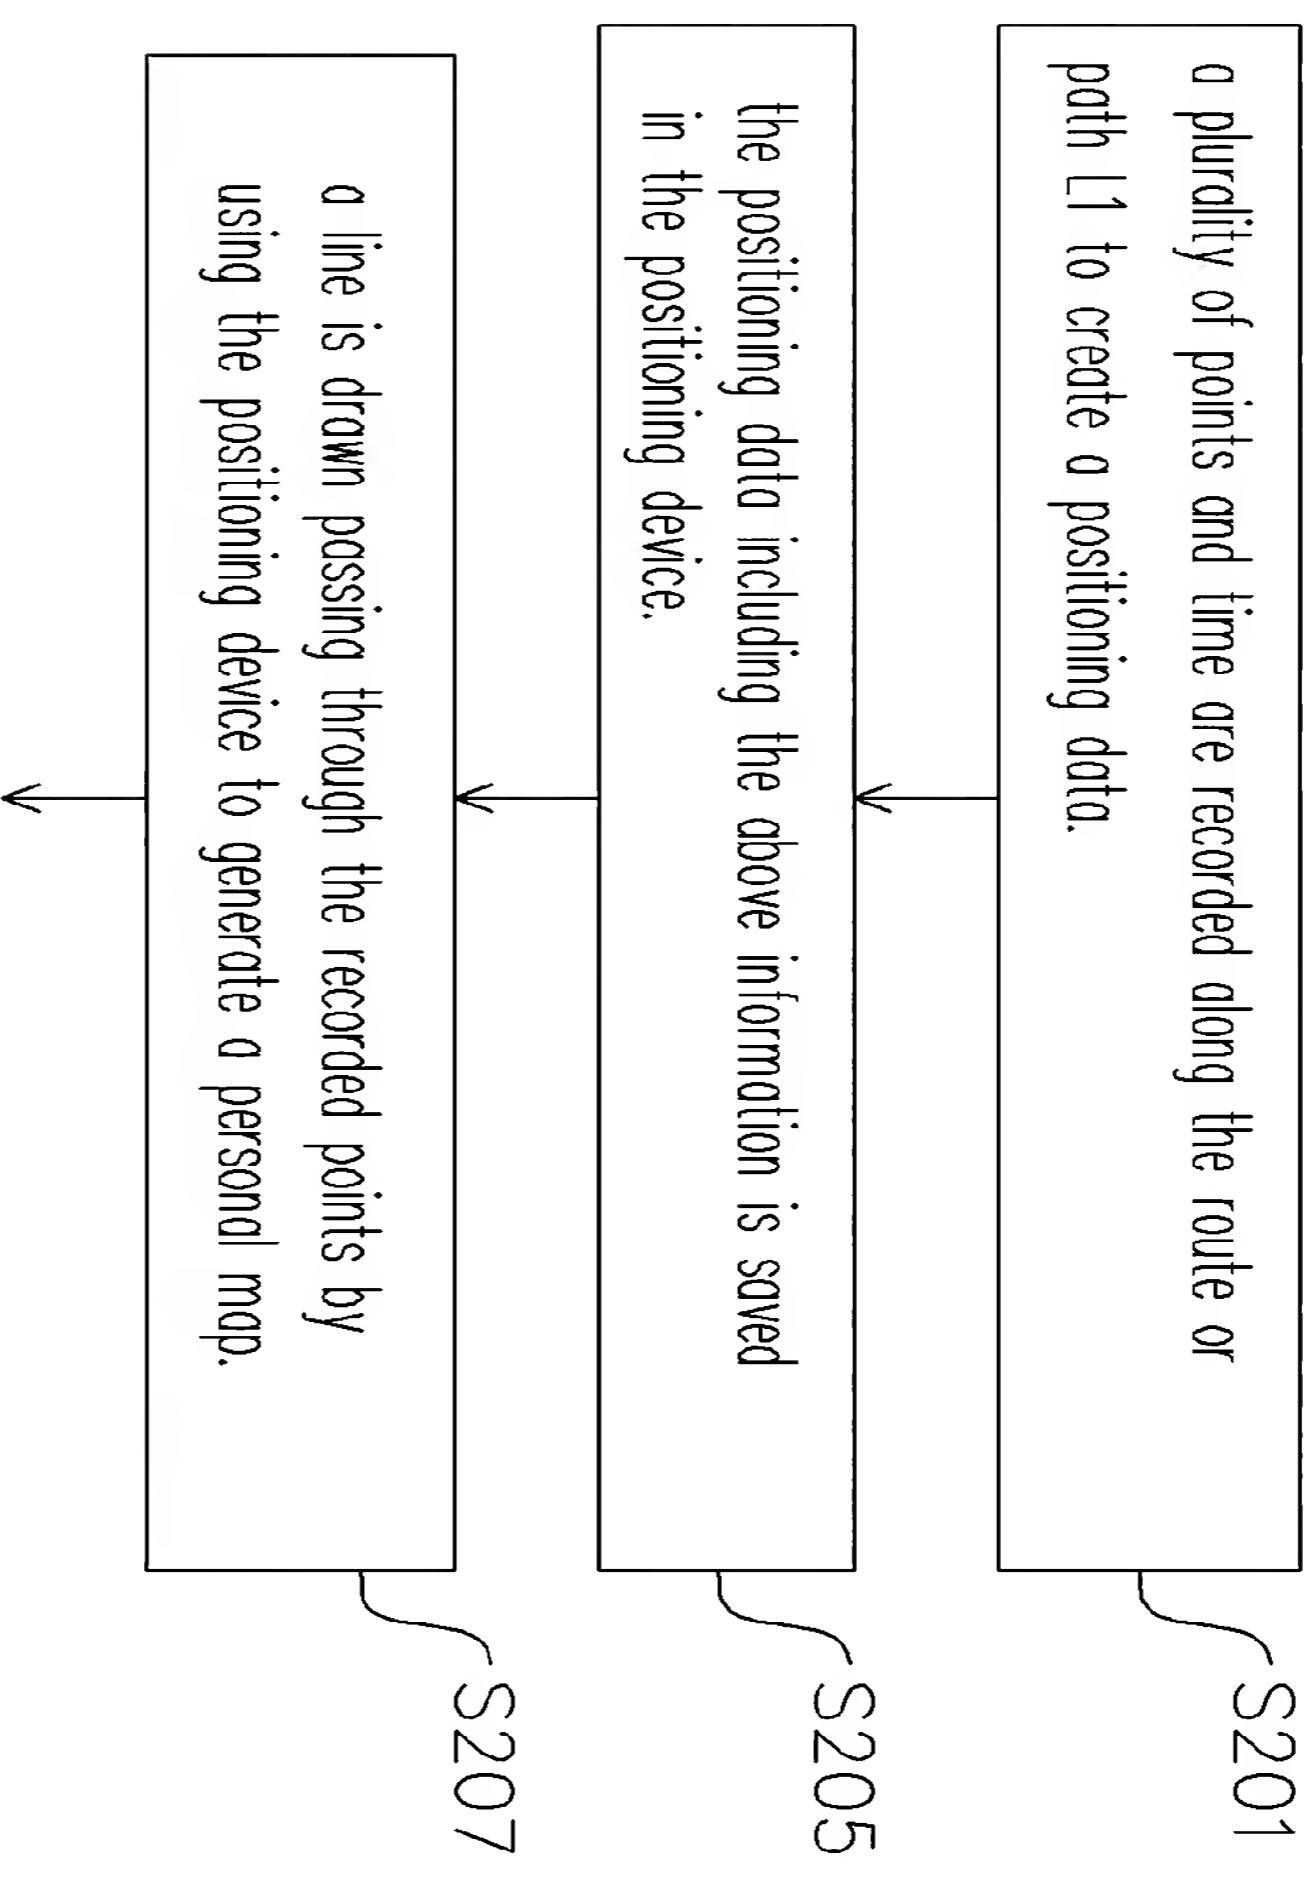 a plurality of points and time are recorded along the route or
path L1 to create a positioning data.
S201
the positioning data including the above information is saved
in the positioning device.
S205
a line is drawn passing through the recorded points by
using the positioning device to generate a personal map.
S207